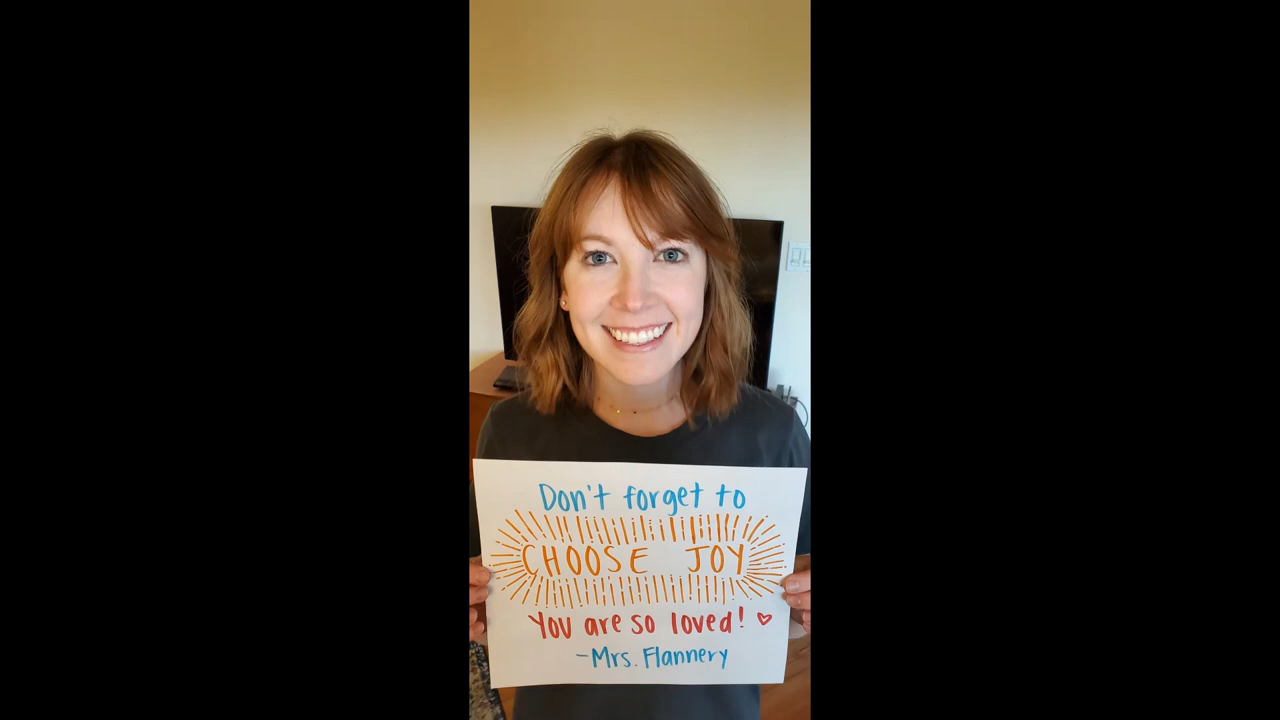 Don't forget to
CHOOSE JOY
You are so loved! ♡
-Mrs. Flannery